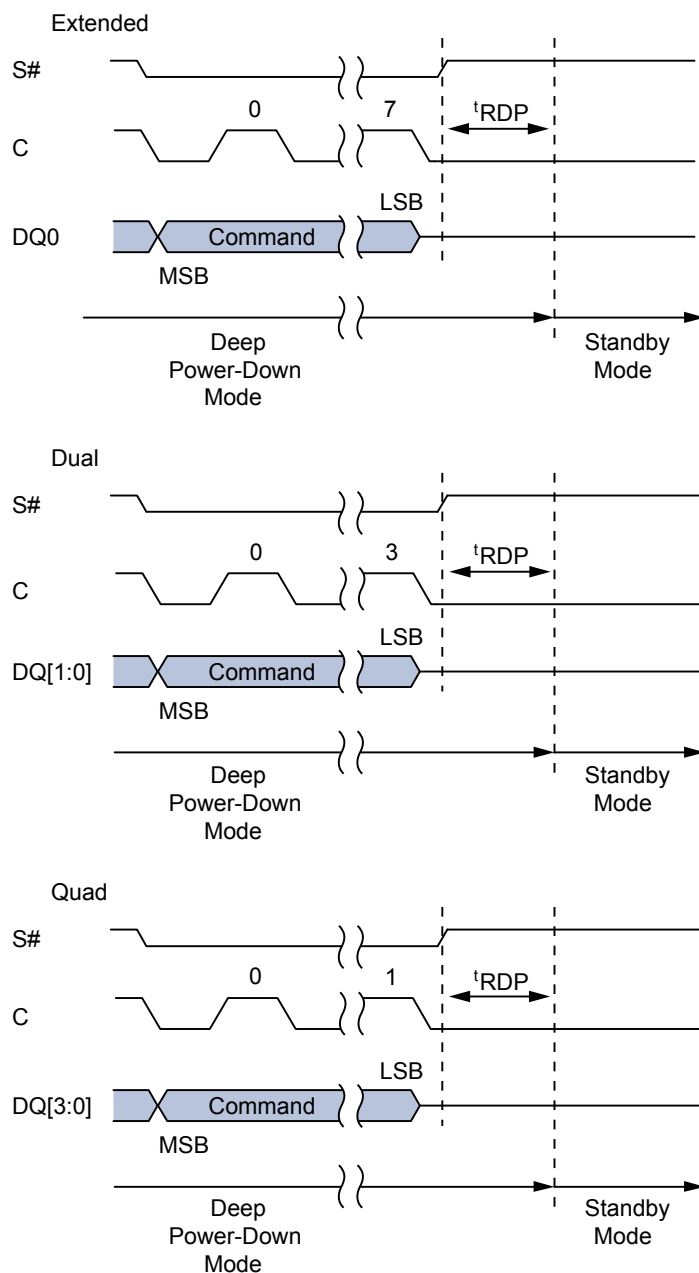 Extended
S#
0 7 tRDP
C
LSB
DQ0 Command
MSB
Deep Standby
Power-Down Mode
Mode
Dual
S#
0 3 tRDP
C
LSB
DQ[1:0] Command
MSB
Deep Standby
Power-Down Mode
Mode
Quad
S#
0 1 tRDP
C
LSB
DQ[3:0] Command
MSB
Deep Standby
Power-Down Mode
Mode